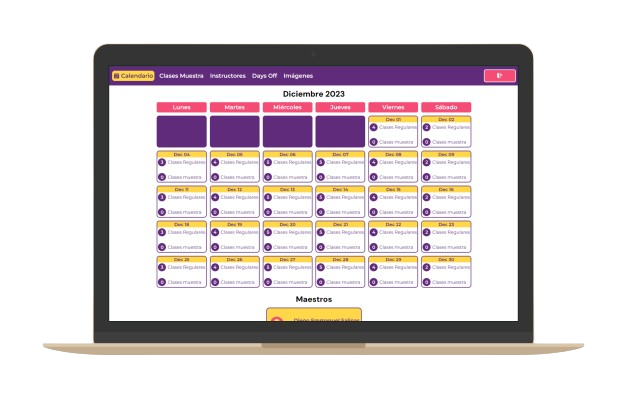 Calendario Clases Muestra Instructores Days Off Imágenes
Diciembre 2023
Lunes Martes Miércoles Jueves Viernes Sábado
Dec 01 Dec 02
4 Clases Regulares 2 Clases Regulares
0 Clases muestra 0 Clases muestra
Dec 04 Dec 05 Dec 06 Dec 07 Dec 08 Dec 09
3 Clases Regulares 4 Clases Regulares Clases Regulares Clases Regulares 4 Clases Regulares 2 Clases Regulares
0 Clases muestra 0 Clases muestra 0 Clases muestra 0 Clases muestra 0 Clases muestra 0 Clases muestra
Dec 11 Dec 12 Dec 13 Dec 14 Dec 15 Dec 16
3 Clases Regulares 4 Clases Regulares Clases Regulares Clases Regulares 4 Clases Regulares 2 Clases Regulares
0 Clases muestra 0 Clases muestra 0 Clases muestra 0 Clases muestra 0 Clases muestra 0 Clases muestra
Dec 18 Dec 19 Dec 20 Dec 21 Dec 22 Dec 23
3 Clases Regulares 4 Clases Regulares Clases Regulares Clases Regulares 4 Clases Regulares 2 Clases Regulares
0 Clases muestra 0 Clases muestra 0 Clases muestra 0 Clases muestra 0 Clases muestra 0 Clases muestra
Dec 25 Dec 26 Dec 27 Dec 28 Dec 29 Dec 30
3 Clases Regulares 4 Clases Regulares Clases Regulares Clases Regulares 4 Clases Regulares 2 Clases Regulares
0 Clases muestra 0 Clases muestra 0 Clases muestra 0 Clases muestra 0 Clases muestra 0 Clases muestra
Maestros
Diego Emmanuel